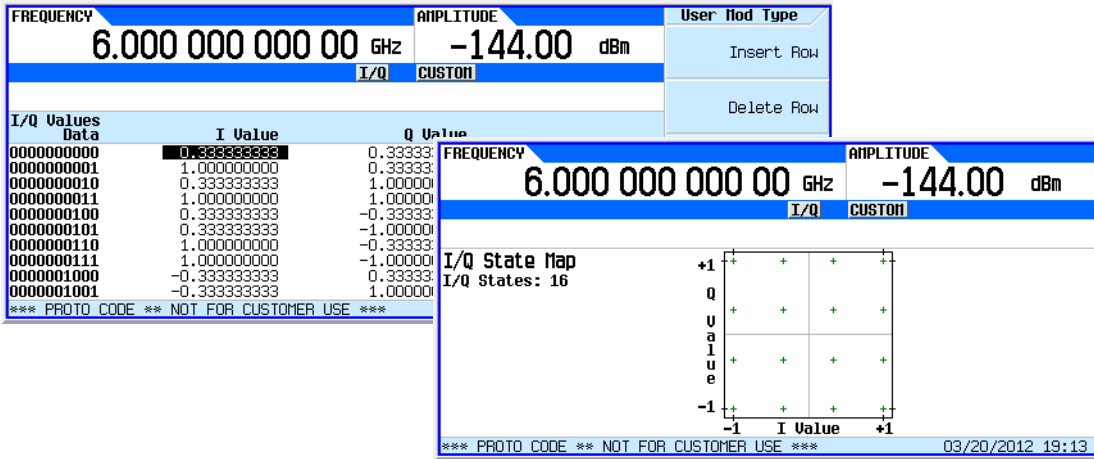 FREQUENCY AMPLITUDE User Mod Type
6.000 000 000 00 GHz -144.00 dBm
I/Q CUSTOM
Insert Row
Delete Row
I/Q Values
Data I Value Q Value
0000000000 0.333333333 0.33333
0000000001 1.000000000 0.33333
0000000010 0.333333333 1.00000
0000000011 1.000000000 1.00000
0000000100 0.333333333 -0.33333
0000000101 0.333333333 -1.00000
0000000110 1.000000000 -0.33333
0000000111 1.000000000 -1.00000
0000001000 -0.333333333 0.33333
0000001001 -0.333333333 1.00000
*** PROTO CODE ** NOT FOR CUSTOMER USE ***
FREQUENCY AMPLITUDE
6.000 000 000 00 GHz -144.00 dBm
I/Q CUSTOM
I/Q State Map
I/Q States: 16
+1
Q Value
-1
-1 I Value +1
*** PROTO CODE ** NOT FOR CUSTOMER USE *** 03/20/2012 19:13